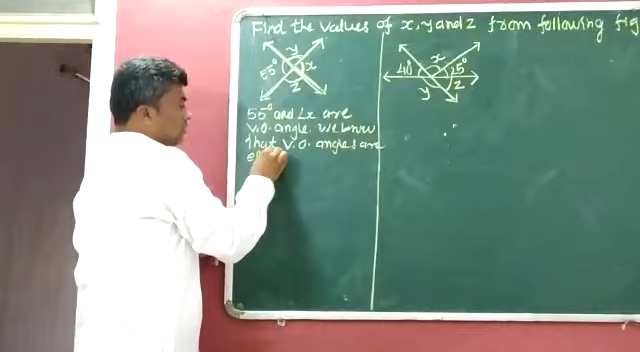 Find the values of x, y and z from following fig
55° y x z
40° x 25° y z
55° and ∠x are
V.O. angle. we know
that V.O. angles are